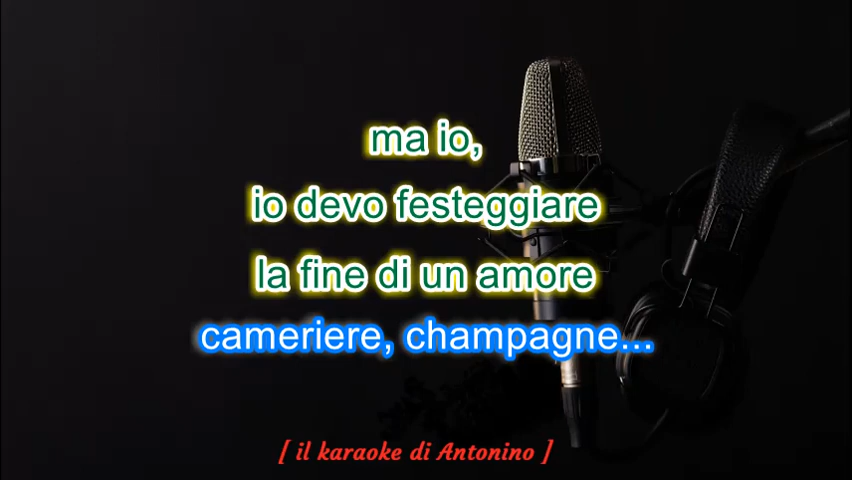 ma io,
io devo festeggiare
la fine di un amore
cameriere, champagne...
[ il karaoke di Antonino ]